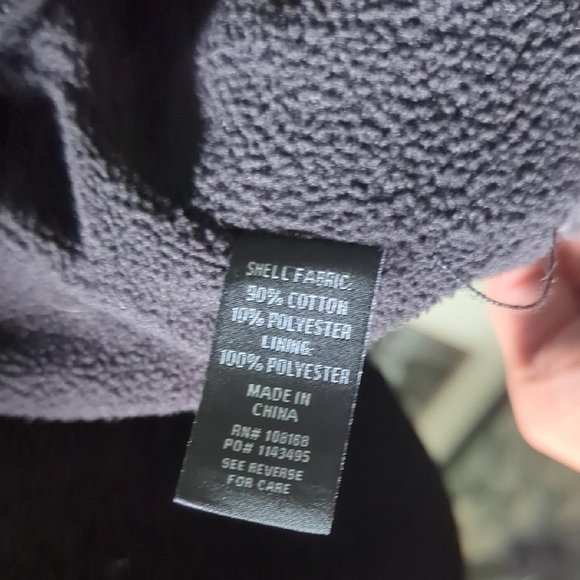 SHELL FABRIC:
90% COTTON
10% POLYESTER
LINING:
100% POLYESTER
MADE IN
CHINA
RN# 108168
PO# 1143495
SEE REVERSE
FOR CARE